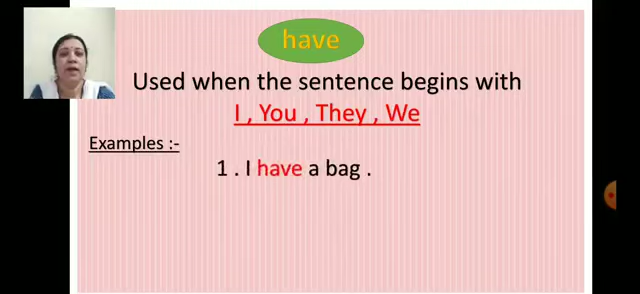 have
Used when the sentence begins with
I , You , They , We
Examples :-
1 . I have a bag .